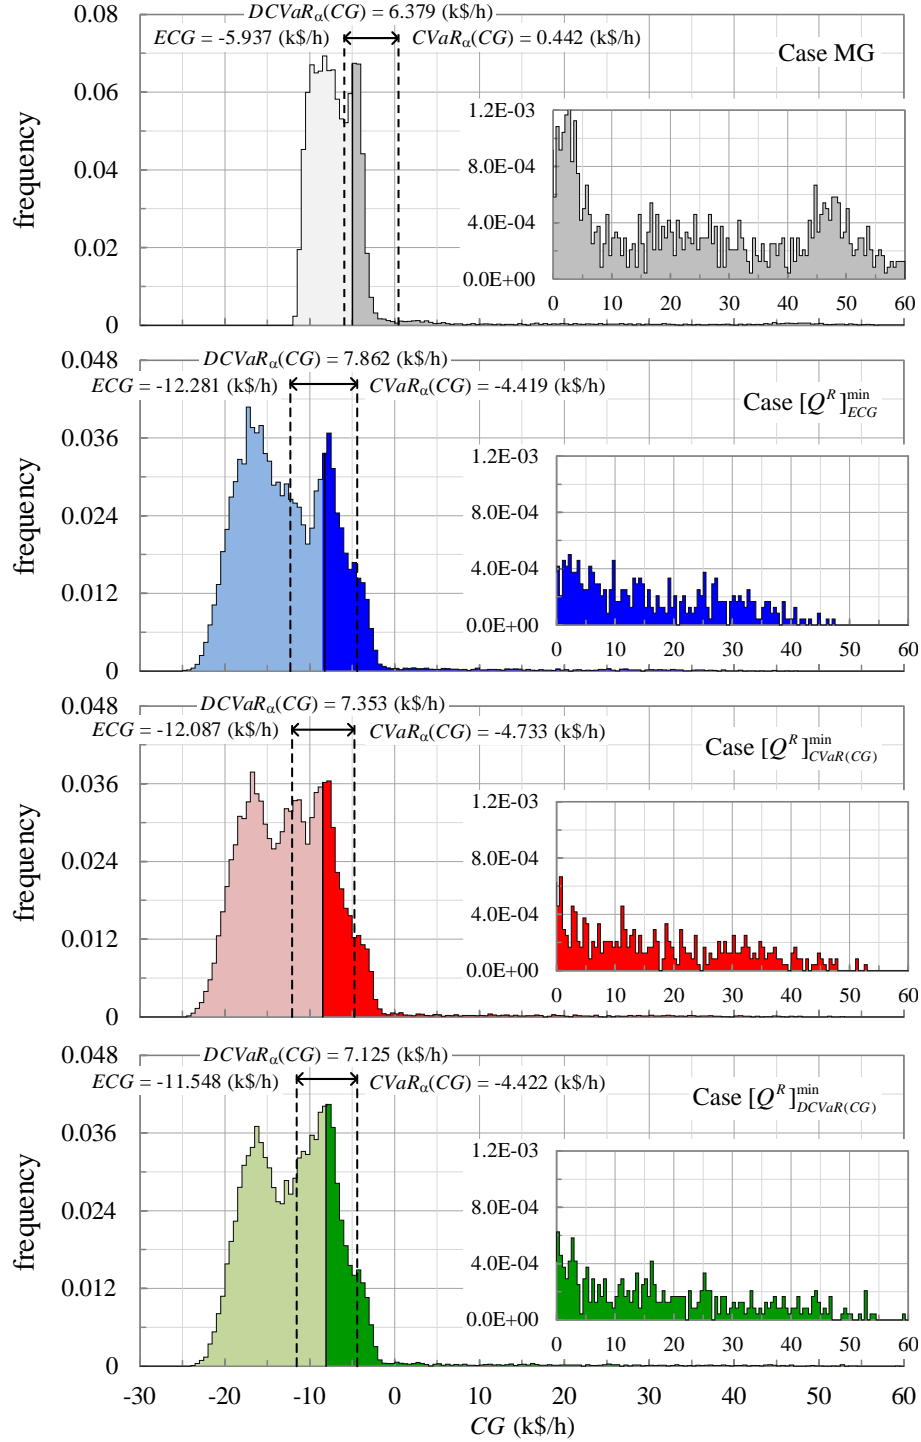 DCVaRα(CG) = 6.379 (k$/h)
ECG = -5.937 (k$/h) CVaRα(CG) = 0.442 (k$/h)
Case MG
frequency
0.08
0.06
0.04
0.02
0
1.2E-03
8.0E-04
4.0E-04
0.0E+00
0 10 20 30 40 50 60
DCVaRα(CG) = 7.862 (k$/h)
ECG = -12.281 (k$/h) CVaRα(CG) = -4.419 (k$/h)
Case [Q^R]^min_ECG
frequency
0.048
0.036
0.024
0.012
0
1.2E-03
8.0E-04
4.0E-04
0.0E+00
0 10 20 30 40 50 60
DCVaRα(CG) = 7.353 (k$/h)
ECG = -12.087 (k$/h) CVaRα(CG) = -4.733 (k$/h)
Case [Q^R]^min_CVaR(CG)
frequency
0.048
0.036
0.024
0.012
0
1.2E-03
8.0E-04
4.0E-04
0.0E+00
0 10 20 30 40 50 60
DCVaRα(CG) = 7.125 (k$/h)
ECG = -11.548 (k$/h) CVaRα(CG) = -4.422 (k$/h)
Case [Q^R]^min_DCVaR(CG)
frequency
0.048
0.036
0.024
0.012
0
1.2E-03
8.0E-04
4.0E-04
0.0E+00
0 10 20 30 40 50 60
-30 -20 -10 0 10 20 30 40 50 60
CG (k$/h)